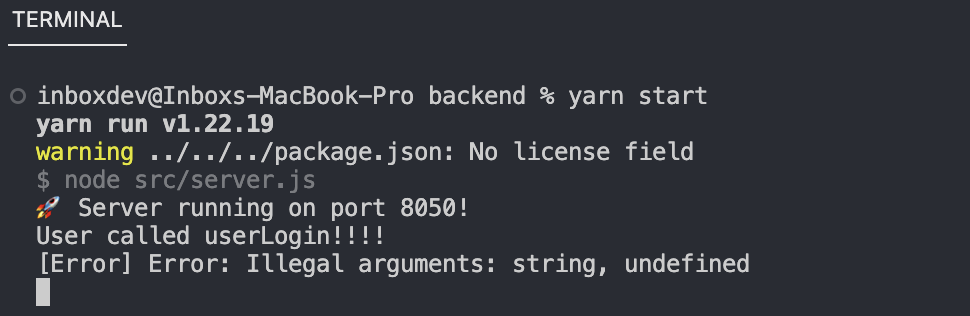 TERMINAL
inboxdev@Inboxs-MacBook-Pro backend % yarn start
yarn run v1.22.19
warning ../../../package.json: No license field
$ node src/server.js
🚀 Server running on port 8050!
User called userLogin!!!!
[Error] Error: Illegal arguments: string, undefined